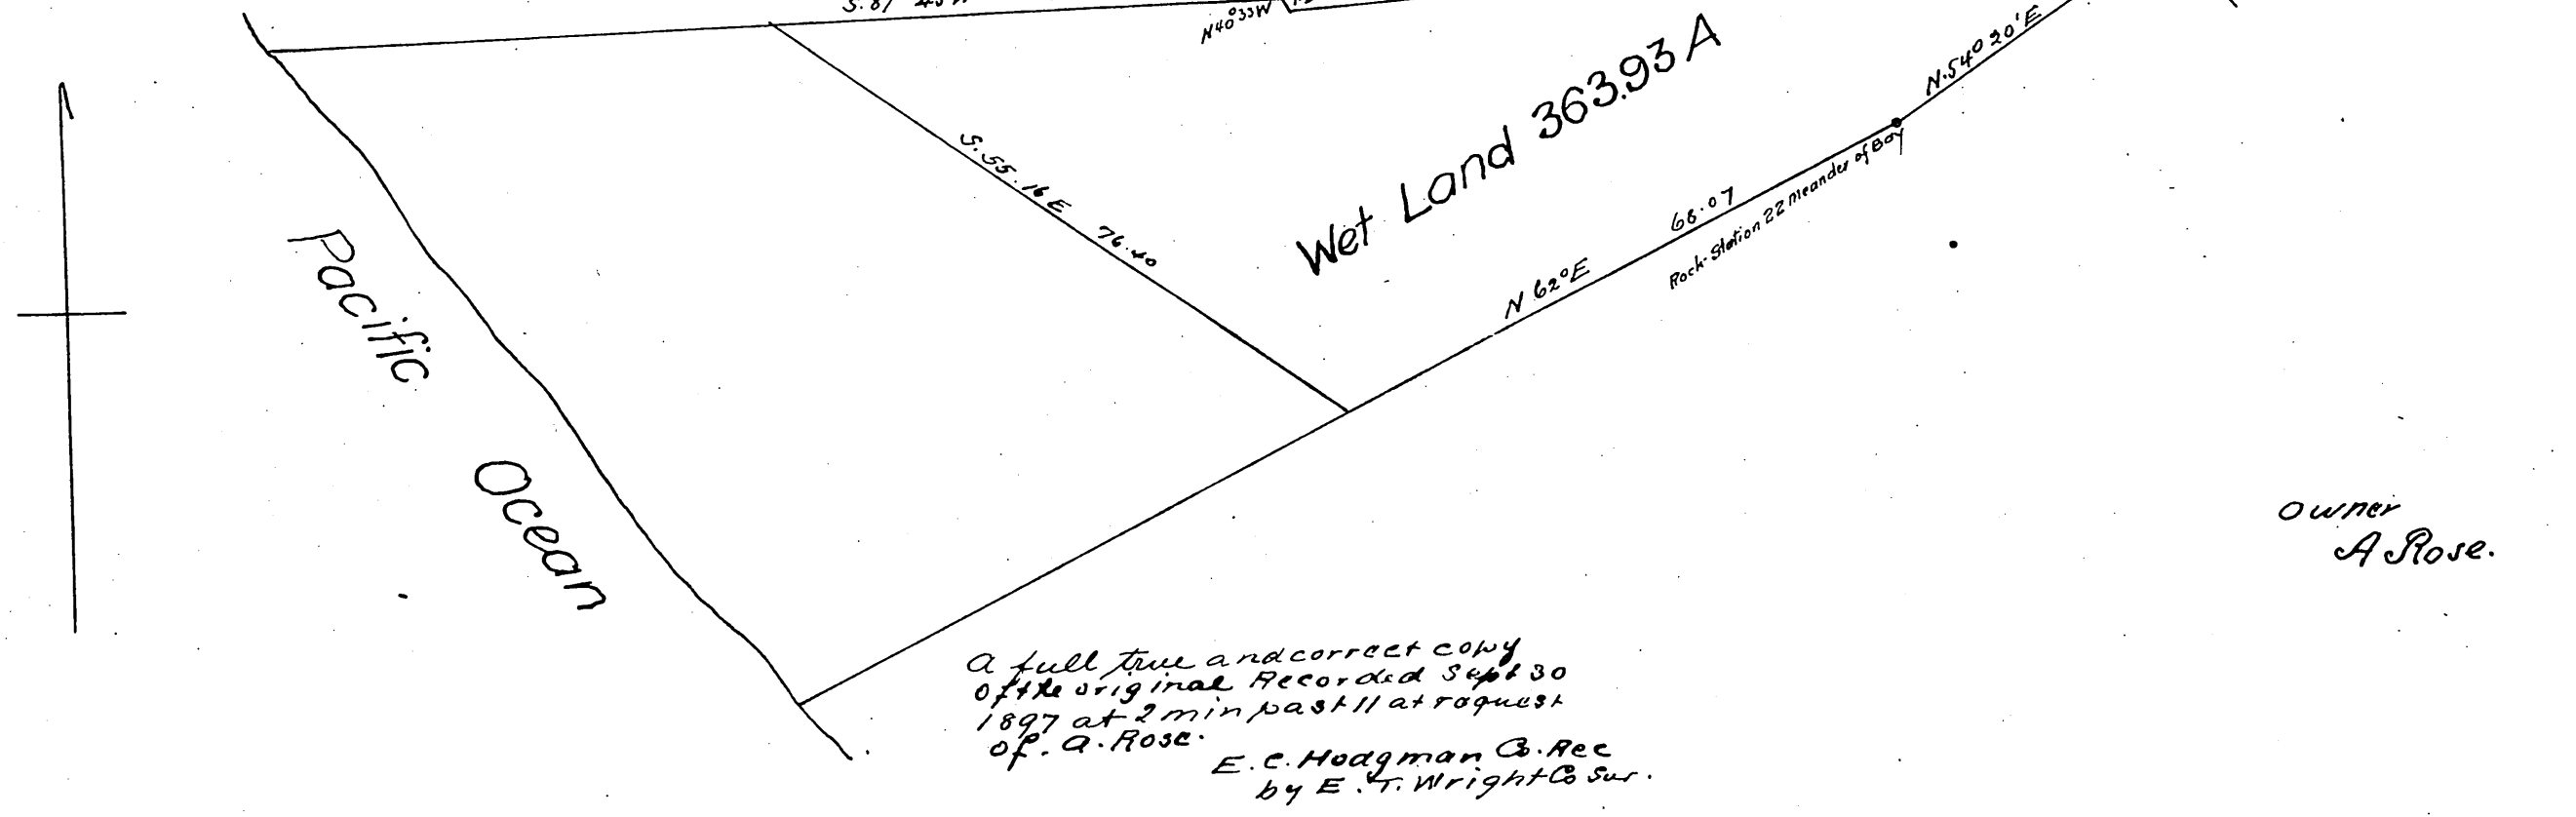 N40°33W
N.54° 20'E
Wet Land 363.93 A
S.55.16 E 76.40
68.07
Rock-Station 22 meander of Bay
N 62°E
Pacific
Ocean
Owner
A Rose.
A full true and correct copy
of the original Recorded Sept 30
1897 at 2 min past 11 at request
of. A. Rose.
E. C. Hodgman Co. Rec
by E. T. Wright Co Sur.